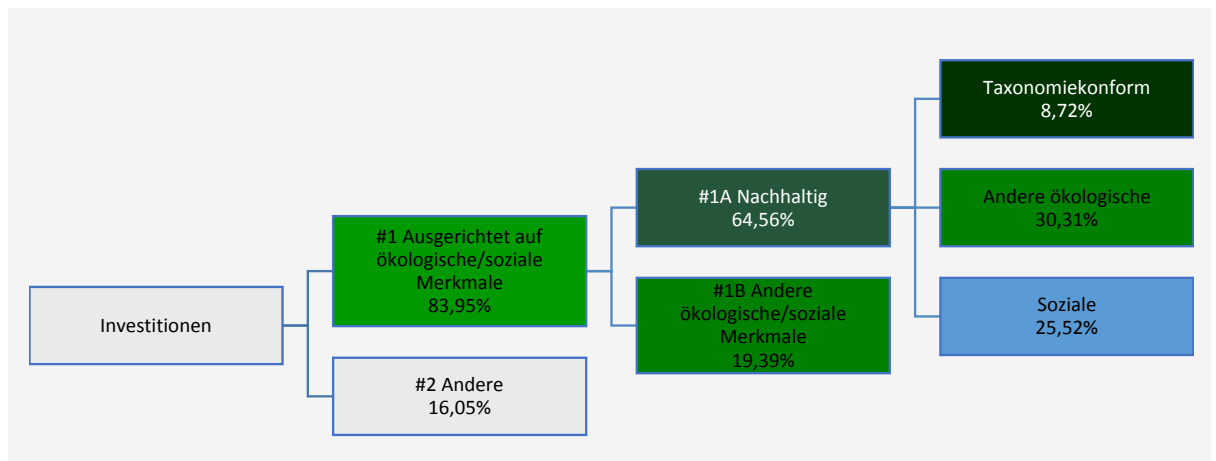 Investitionen
#1 Ausgerichtet auf
ökologische/soziale
Merkmale
83,95%
#2 Andere
16,05%
#1A Nachhaltig
64,56%
#1B Andere
ökologische/soziale
Merkmale
19,39%
Taxonomiekonform
8,72%
Andere ökologische
30,31%
Soziale
25,52%